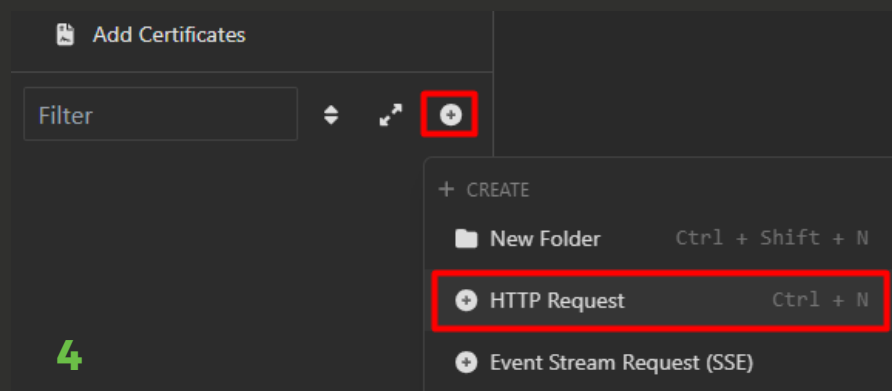 Add Certificates
Filter
+ CREATE
New Folder Ctrl + Shift + N
HTTP Request Ctrl + N
4
Event Stream Request (SSE)